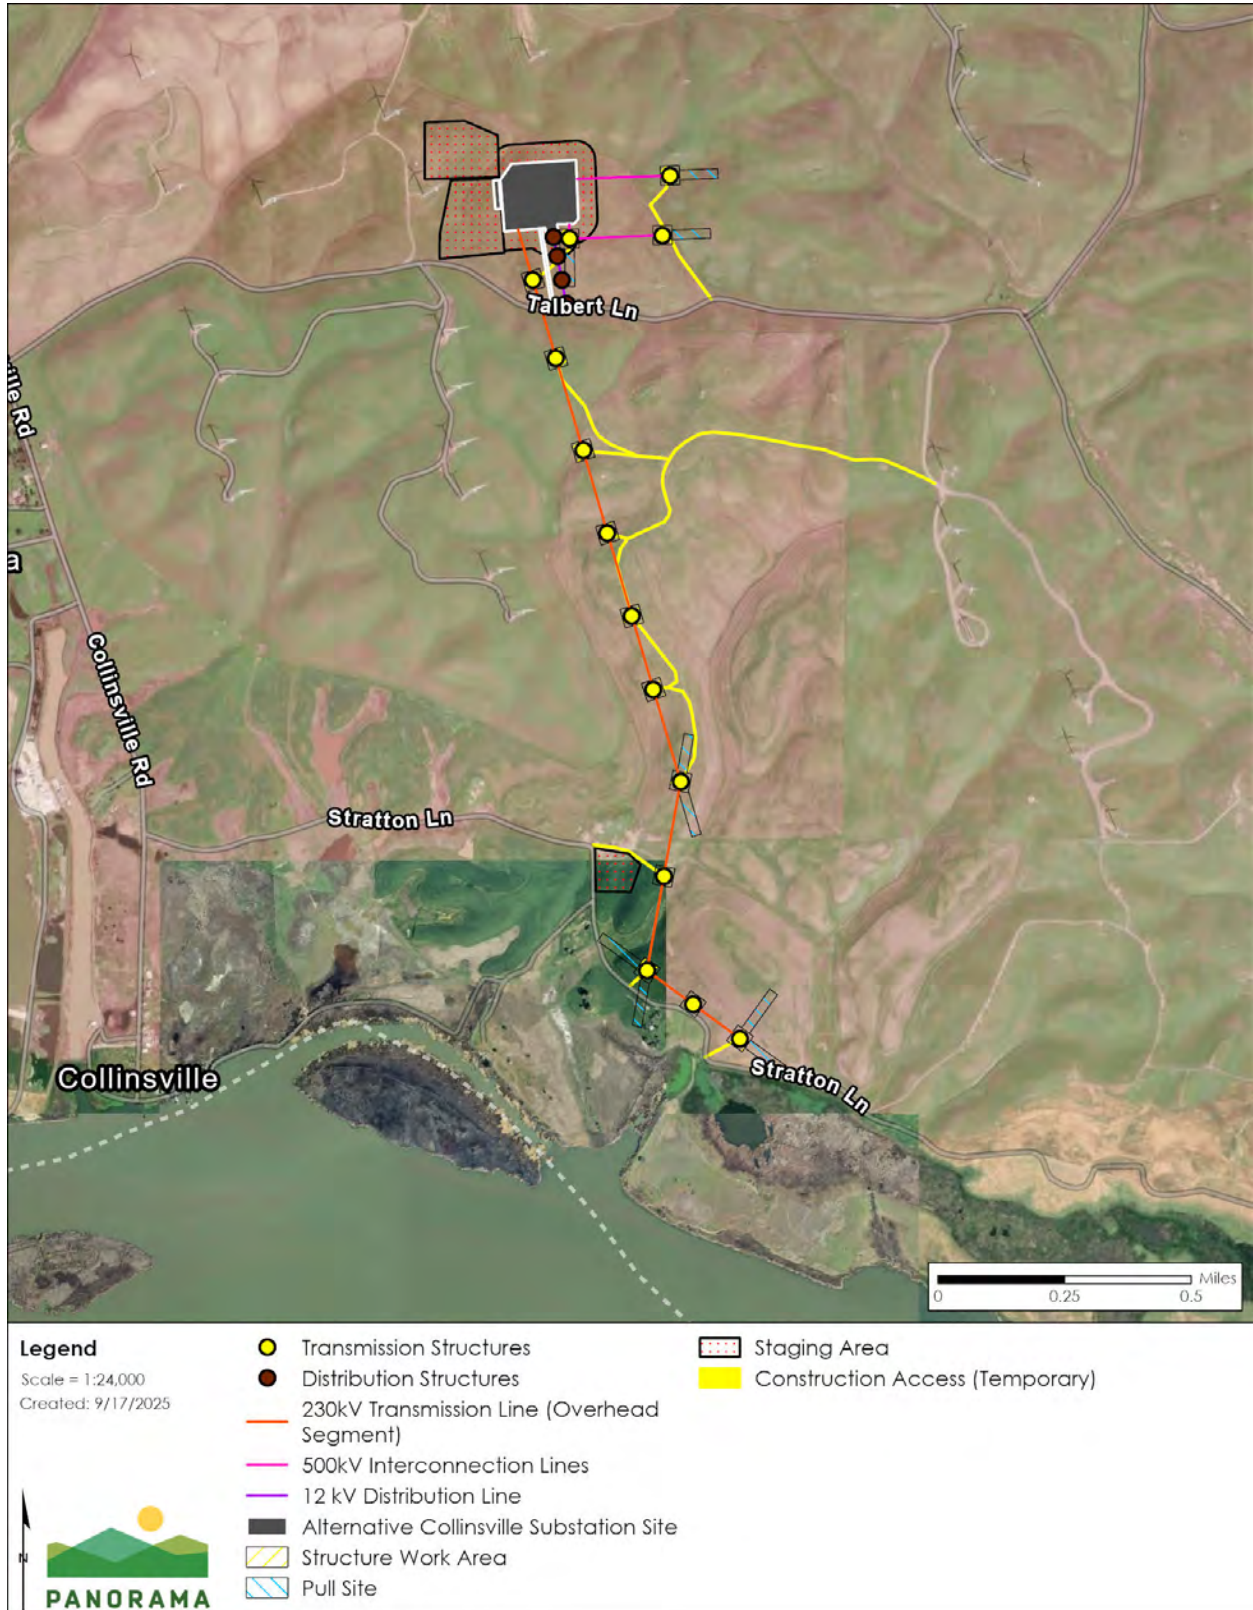 Talbert Ln
ville Rd
a
Collinsville Rd
Stratton Ln
Stratton Ln
Collinsville
Miles
0 0.25 0.5
Legend
Scale = 1:24,000
Created: 9/17/2025
N
PANORAMA
Transmission Structures
Distribution Structures
230kV Transmission Line (Overhead
Segment)
500kV Interconnection Lines
12 kV Distribution Line
Alternative Collinsville Substation Site
Structure Work Area
Pull Site
Staging Area
Construction Access (Temporary)